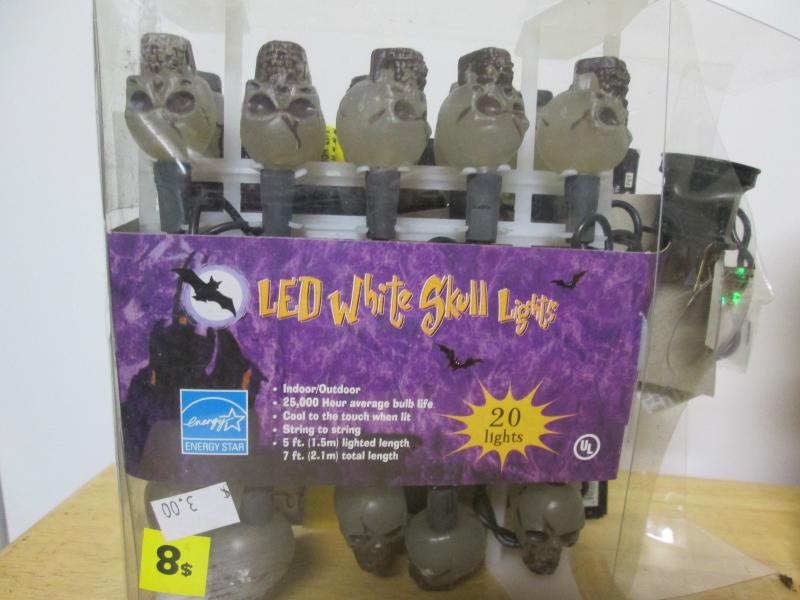 LED White Skull Lights
• Indoor/Outdoor
• 25,000 Hour average bulb life
• Cool to the touch when lit
• String to string
• 5 ft. (1.5m) lighted length
7 ft. (2.1m) total length
energy
ENERGY STAR
20
lights
UL
$ 3.00
8$